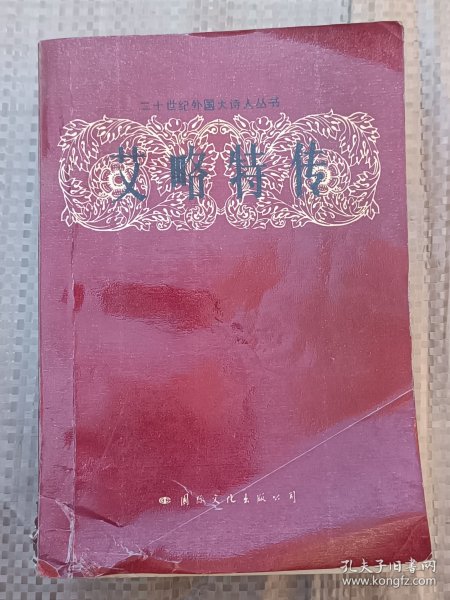 二十世纪外国大诗人丛书
艾略特传
国际文化出版公司
孔夫子旧书网
www.kongfz.com